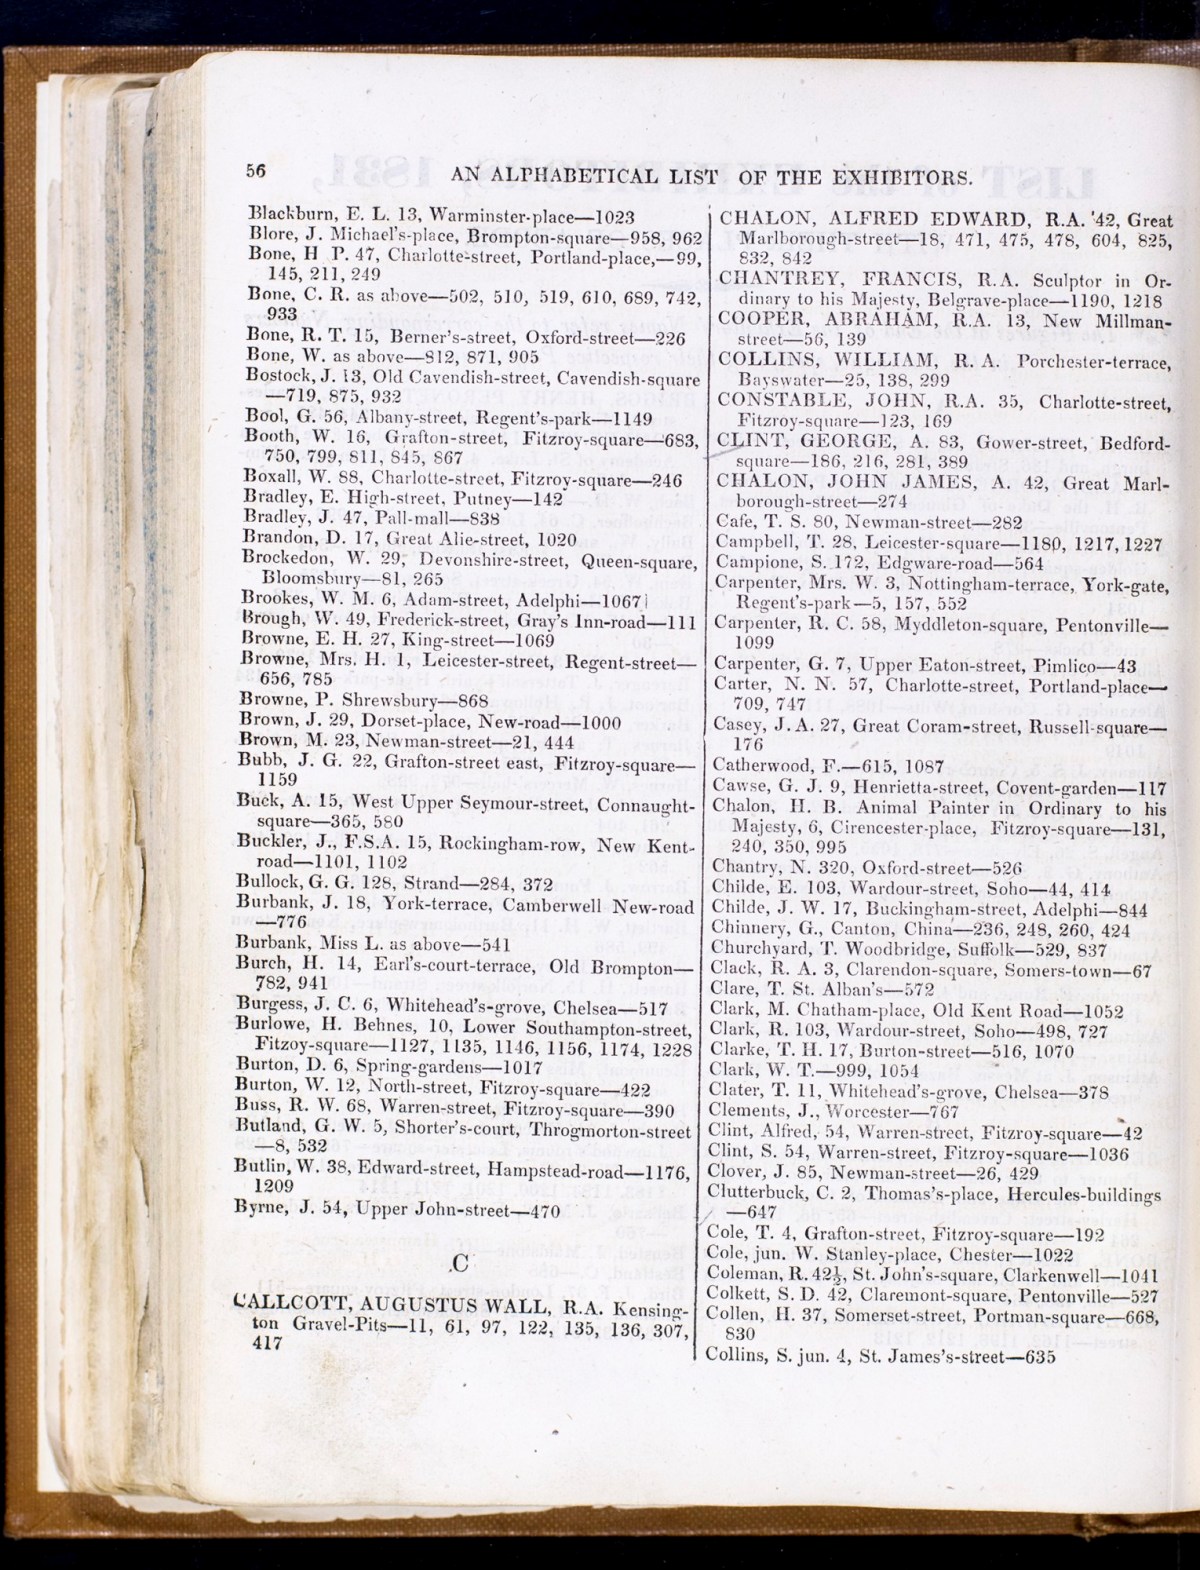 56
AN ALPHABETICAL LIST OF THE EXHIBITORS.
Blackburn, E. L. 13, Warminster-place—1023
Blore, J. Michael's-place, Brompton-square—958, 962
Bone, H P. 47, Charlotte-street, Portland-place,—99,
145, 211, 249
Bone, C. R. as above—502, 510, 519, 610, 689, 742,
933
Bone, R. T. 15, Berner's-street, Oxford-street—226
Bone, W. as above—812, 871, 905
Bostock, J. 13, Old Cavendish-street, Cavendish-square
—719, 875, 932
Bool, G. 56, Albany-street, Regent's-park—1149
Booth, W. 16, Grafton-street, Fitzroy-square—683,
750, 799, 811, 845, 867
Boxall, W. 88, Charlotte-street, Fitzroy-square—246
Bradley, E. High-street, Putney—142
Bradley, J. 47, Pall-mall—838
Brandon, D. 17, Great Alie-street, 1020
Brockedon, W. 29, Devonshire-street, Queen-square,
Bloomsbury—81, 265
Brookes, W. M. 6, Adam-street, Adelphi—1067
Brough, W. 49, Frederick-street, Gray's Inn-road—111
Browne, E. H. 27, King-street—1069
Browne, Mrs. H. 1, Leicester-street, Regent-street—
656, 785
Browne, P. Shrewsbury—868
Brown, J. 29, Dorset-place, New-road—1000
Brown, M. 23, Newman-street—21, 444
Bubb, J. G. 22, Grafton-street east, Fitzroy-square—
1159
Buck, A. 15, West Upper Seymour-street, Connaught-
square—365, 580
Buckler, J., F.S.A. 15, Rockingham-row, New Kent-
road—1101, 1102
Bullock, G. G. 128, Strand—284, 372
Burbank, J. 18, York-terrace, Camberwell New-road
—776
Burbank, Miss L. as above—541
Burch, H. 14, Earl's-court-terrace, Old Brompton—
782, 941
Burgess, J. C. 6, Whitehead's-grove, Chelsea—517
Burlowe, H. Behnes, 10, Lower Southampton-street,
Fitzoy-square—1127, 1135, 1146, 1156, 1174, 1228
Burton, D. 6, Spring-gardens—1017
Burton, W. 12, North-street, Fitzroy-square—422
Buss, R. W. 68, Warren-street, Fitzroy-square—390
Butland, G. W. 5, Shorter's-court, Throgmorton-street
—8, 532
Butlin, W. 38, Edward-street, Hampstead-road—1176,
1209
Byrne, J. 54, Upper John-street—470
C
CALLCOTT, AUGUSTUS WALL, R.A. Kensing-
ton Gravel-Pits—11, 61, 97, 122, 135, 136, 307,
417
CHALON, ALFRED EDWARD, R.A. 42, Great
Marlborough-street—18, 471, 475, 478, 604, 825,
832, 842
CHANTREY, FRANCIS, R.A. Sculptor in Or-
dinary to his Majesty, Belgrave-place—1190, 1218
COOPER, ABRAHAM, R.A. 13, New Millman-
street—56, 139
COLLINS, WILLIAM, R. A. Porchester-terrace,
Bayswater—25, 138, 299
CONSTABLE, JOHN, R.A. 35, Charlotte-street,
Fitzroy-square—123, 169
CLINT, GEORGE, A. 83, Gower-street, Bedford-
square—186, 216, 281, 389
CHALON, JOHN JAMES, A. 42, Great Marl-
borough-street—274
Cafe, T. S. 80, Newman-street—282
Campbell, T. 28, Leicester-square—1180, 1217, 1227
Campione, S. 172, Edgware-road—564
Carpenter, Mrs. W. 3, Nottingham-terrace, York-gate,
Regent's-park—5, 157, 552
Carpenter, R. C. 58, Myddleton-square, Pentonville—
1099
Carpenter, G. 7, Upper Eaton-street, Pimlico—43
Carter, N. N. 57, Charlotte-street, Portland-place—
709, 747
Casey, J. A. 27, Great Coram-street, Russell-square—
176
Catherwood, F.—615, 1087
Cawse, G. J. 9, Henrietta-street, Covent-garden—117
Chalon, H. B. Animal Painter in Ordinary to his
Majesty, 6, Cirencester-place, Fitzroy-square—131,
240, 350, 995
Chantry, N. 320, Oxford-street—526
Childe, E. 103, Wardour-street, Soho—44, 414
Childe, J. W. 17, Buckingham-street, Adelphi—844
Chinnery, G., Canton, China—236, 248, 260, 424
Churchyard, T. Woodbridge, Suffolk—529, 837
Clack, R. A. 3, Clarendon-square, Somers-town—67
Clare, T. St. Alban's—572
Clark, M. Chatham-place, Old Kent Road—1052
Clark, R. 103, Wardour-street, Soho—498, 727
Clarke, T. H. 17, Burton-street—516, 1070
Clark, W. T.—999, 1054
Clater, T. 11, Whitehead's-grove, Chelsea—378
Clements, J., Worcester—767
Clint, Alfred, 54, Warren-street, Fitzroy-square—42
Clint, S. 54, Warren-street, Fitzroy-square—1036
Clover, J. 85, Newman-street—26, 429
Clutterbuck, C. 2, Thomas's-place, Hercules-buildings
—647
Cole, T. 4, Grafton-street, Fitzroy-square—192
Cole, jun. W. Stanley-place, Chester—1022
Coleman, R. 42½, St. John's-square, Clarkenwell—1041
Colkett, S. D. 42, Claremont-square, Pentonville—527
Collen, H. 37, Somerset-street, Portman-square—668,
830
Collins, S. jun. 4, St. James's-street—635